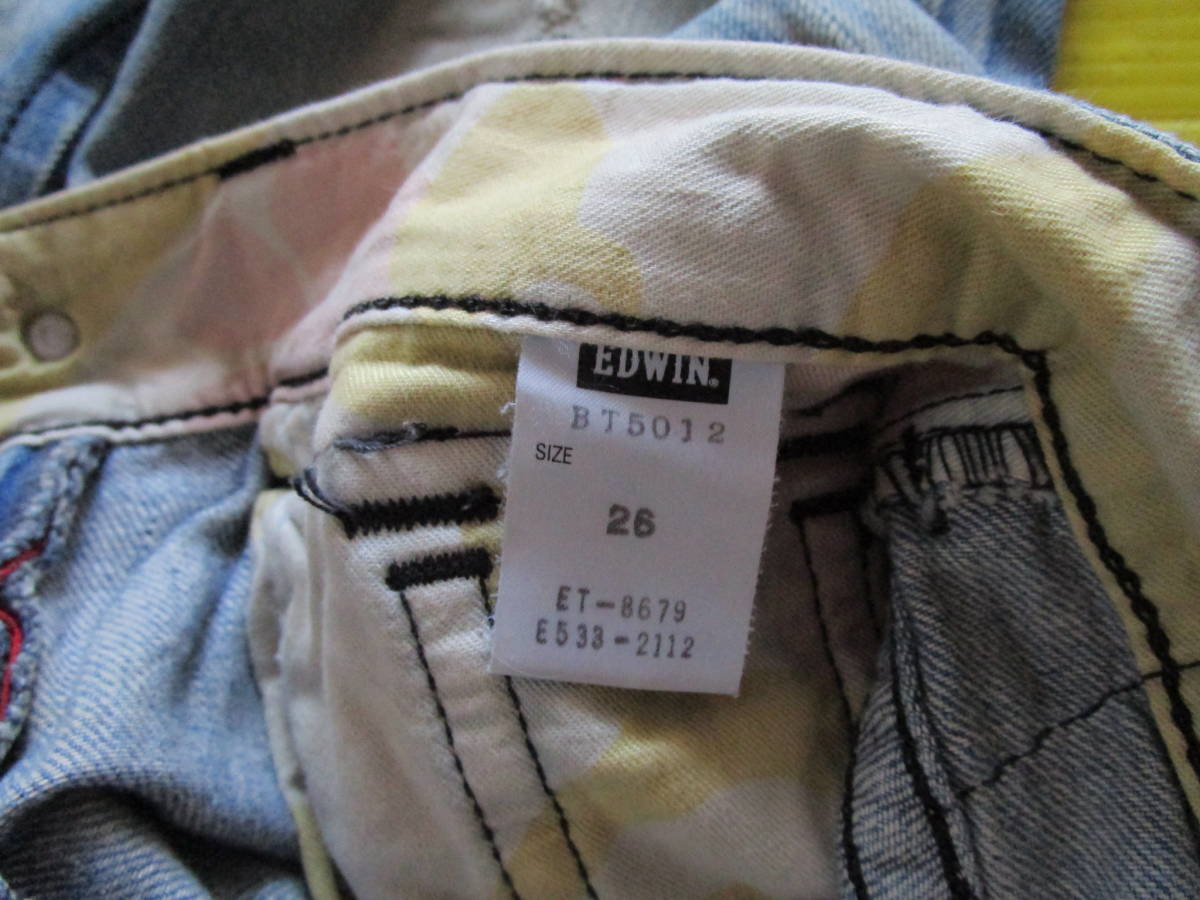 EDWIN®
BT5012
SIZE
26
ET-8679
E533-2112